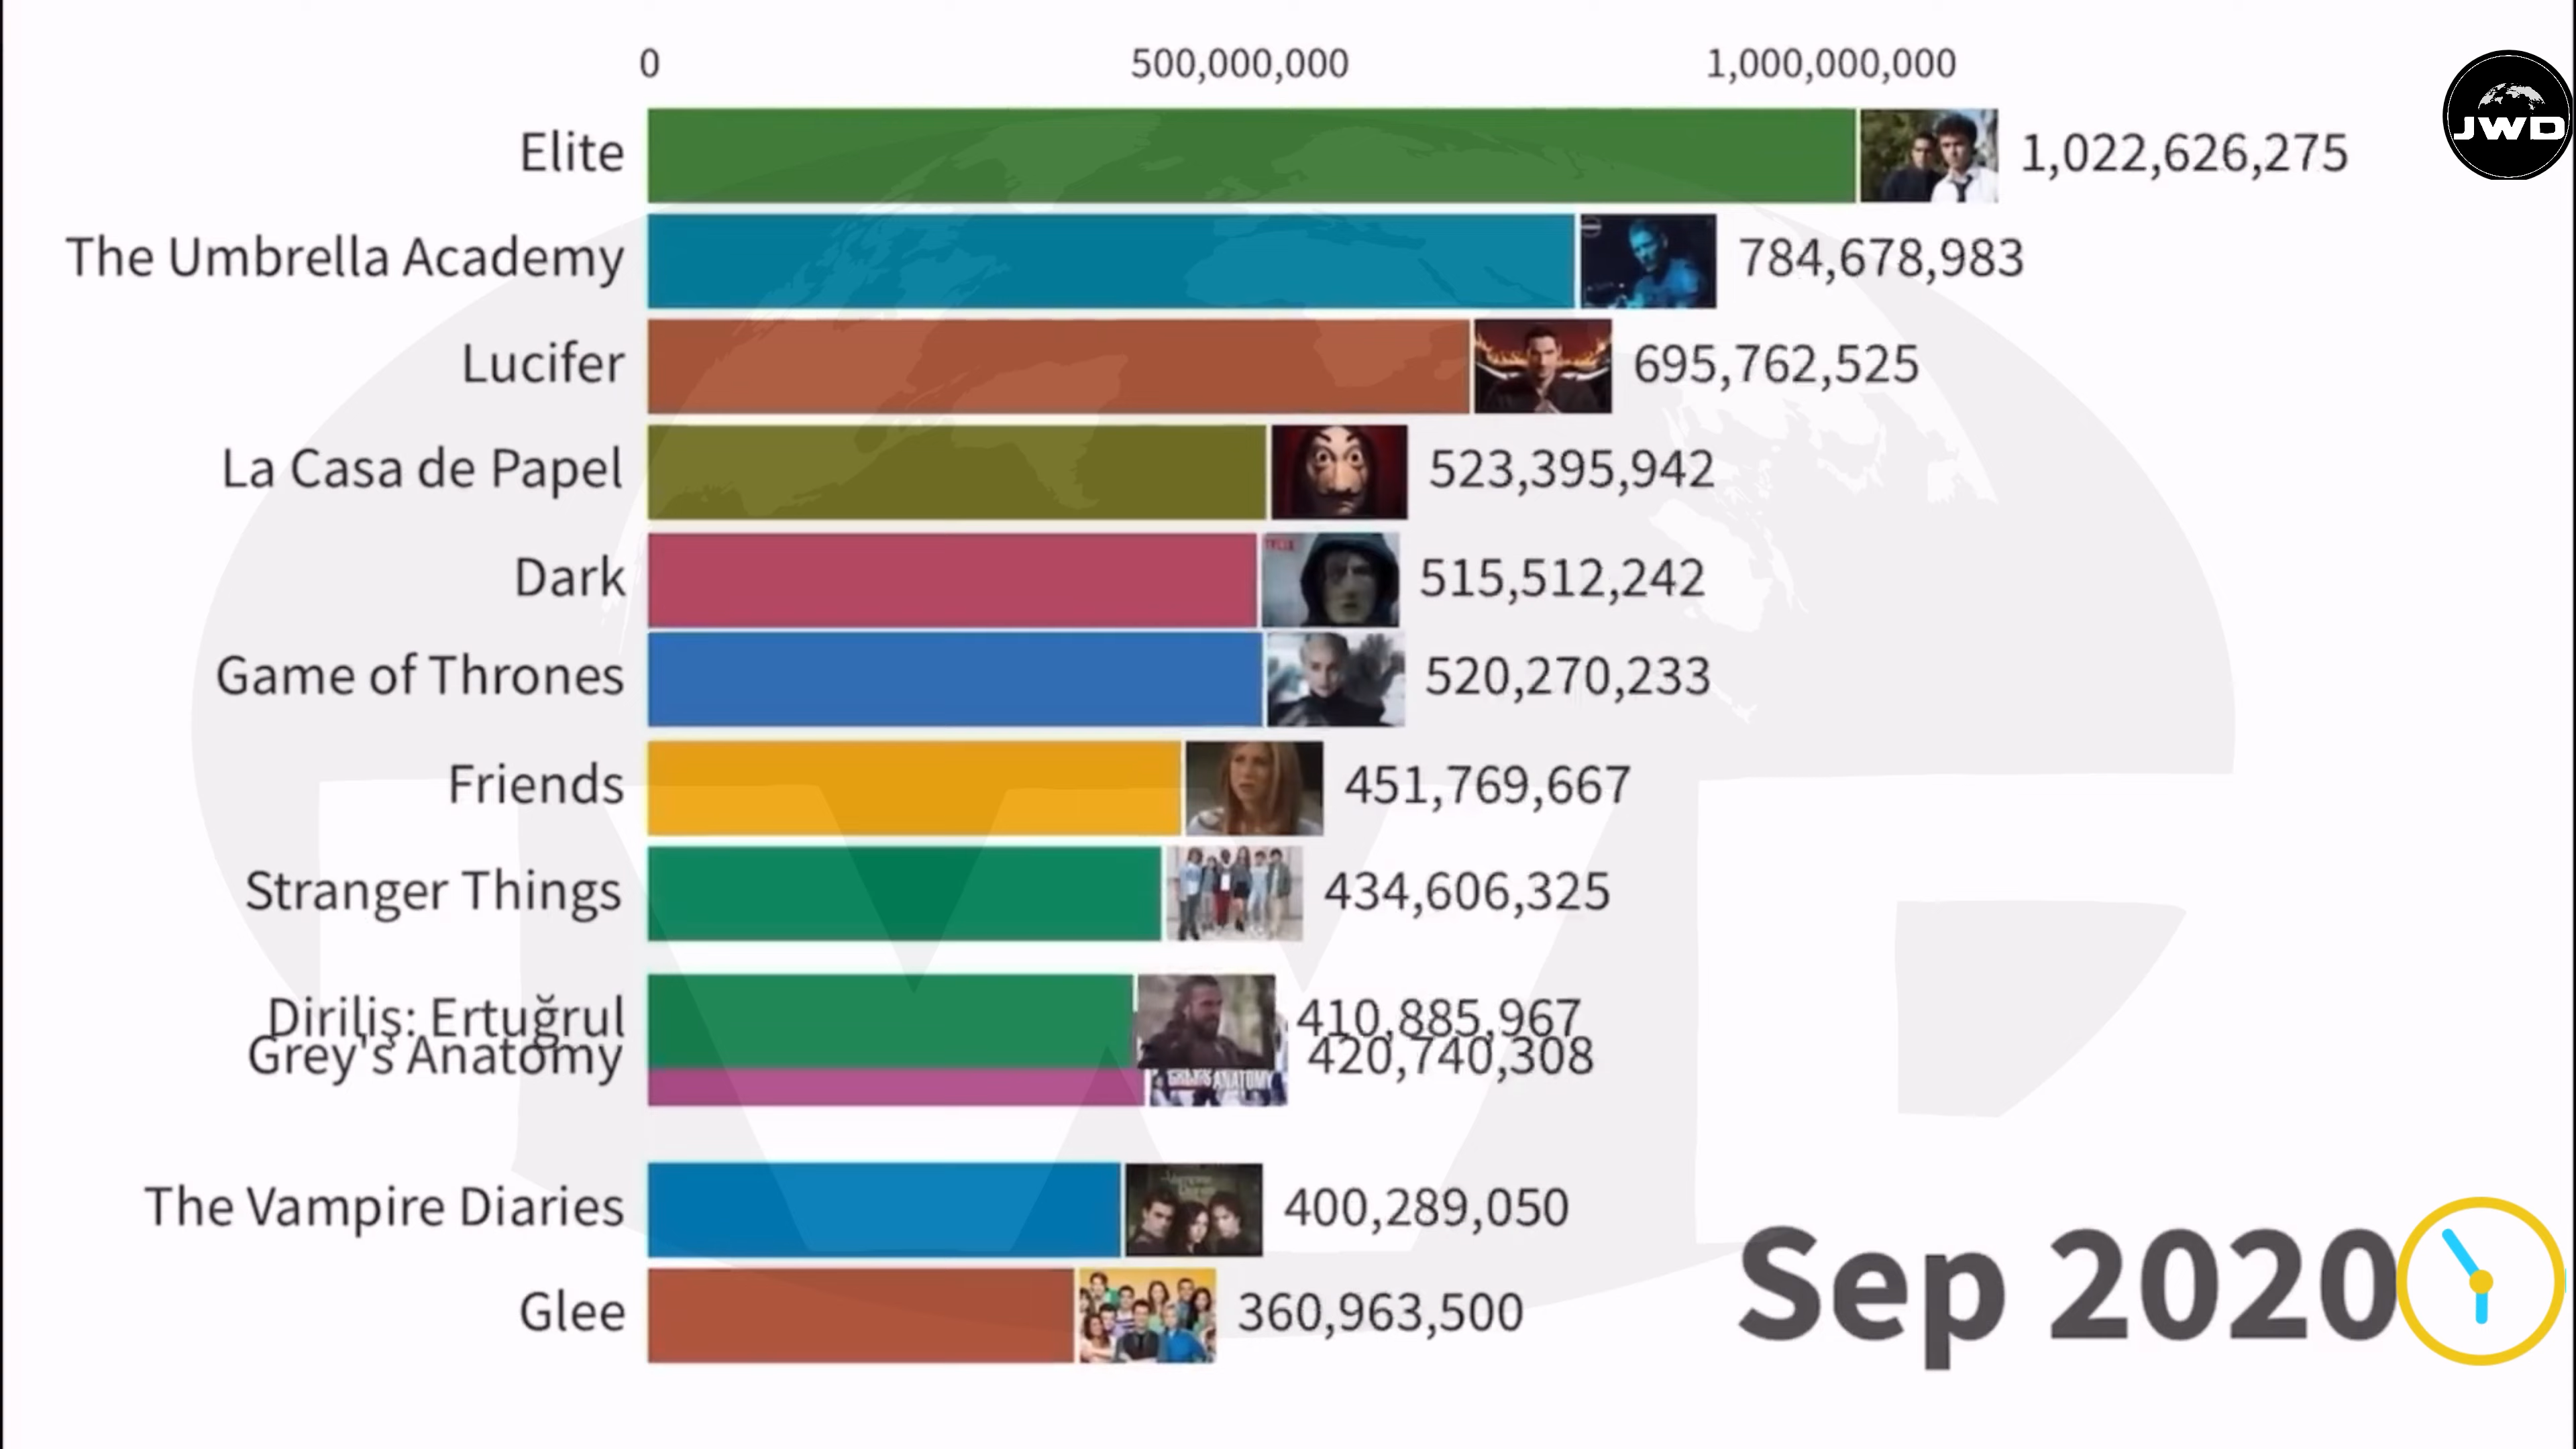 0 500,000,000 1,000,000,000
JWD
Elite 1,022,626,275
The Umbrella Academy 784,678,983
Lucifer 695,762,525
La Casa de Papel 523,395,942
Dark 515,512,242
Game of Thrones 520,270,233
Friends 451,769,667
Stranger Things 434,606,325
Diriliş: Ertuğrul 410,885,967
Grey's Anatomy 420,740,308
GREY'S ANATOMY
The Vampire Diaries 400,289,050
Glee 360,963,500
Sep 2020